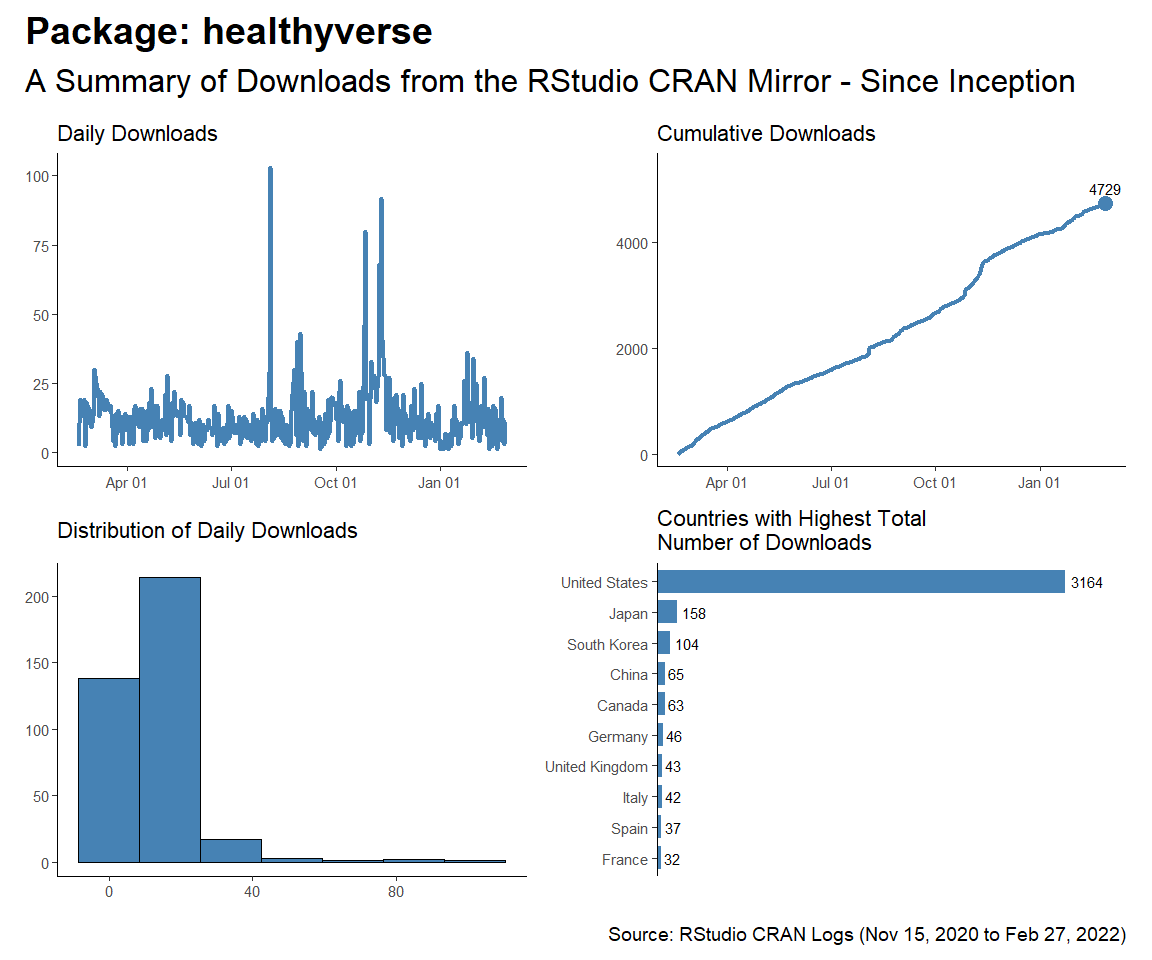 Package: healthyverse
A Summary of Downloads from the RStudio CRAN Mirror - Since Inception
Daily Downloads
100
75
50
25
0
Apr 01
Jul 01
Oct 01
Jan 01
Cumulative Downloads
4729
4000
2000
0
Apr 01
Jul 01
Oct 01
Jan 01
Distribution of Daily Downloads
200
150
100
50
0
0
40
80
Countries with Highest Total
Number of Downloads
United States 3164
Japan 158
South Korea 104
China 65
Canada 63
Germany 46
United Kingdom 43
Italy 42
Spain 37
France 32
Source: RStudio CRAN Logs (Nov 15, 2020 to Feb 27, 2022)